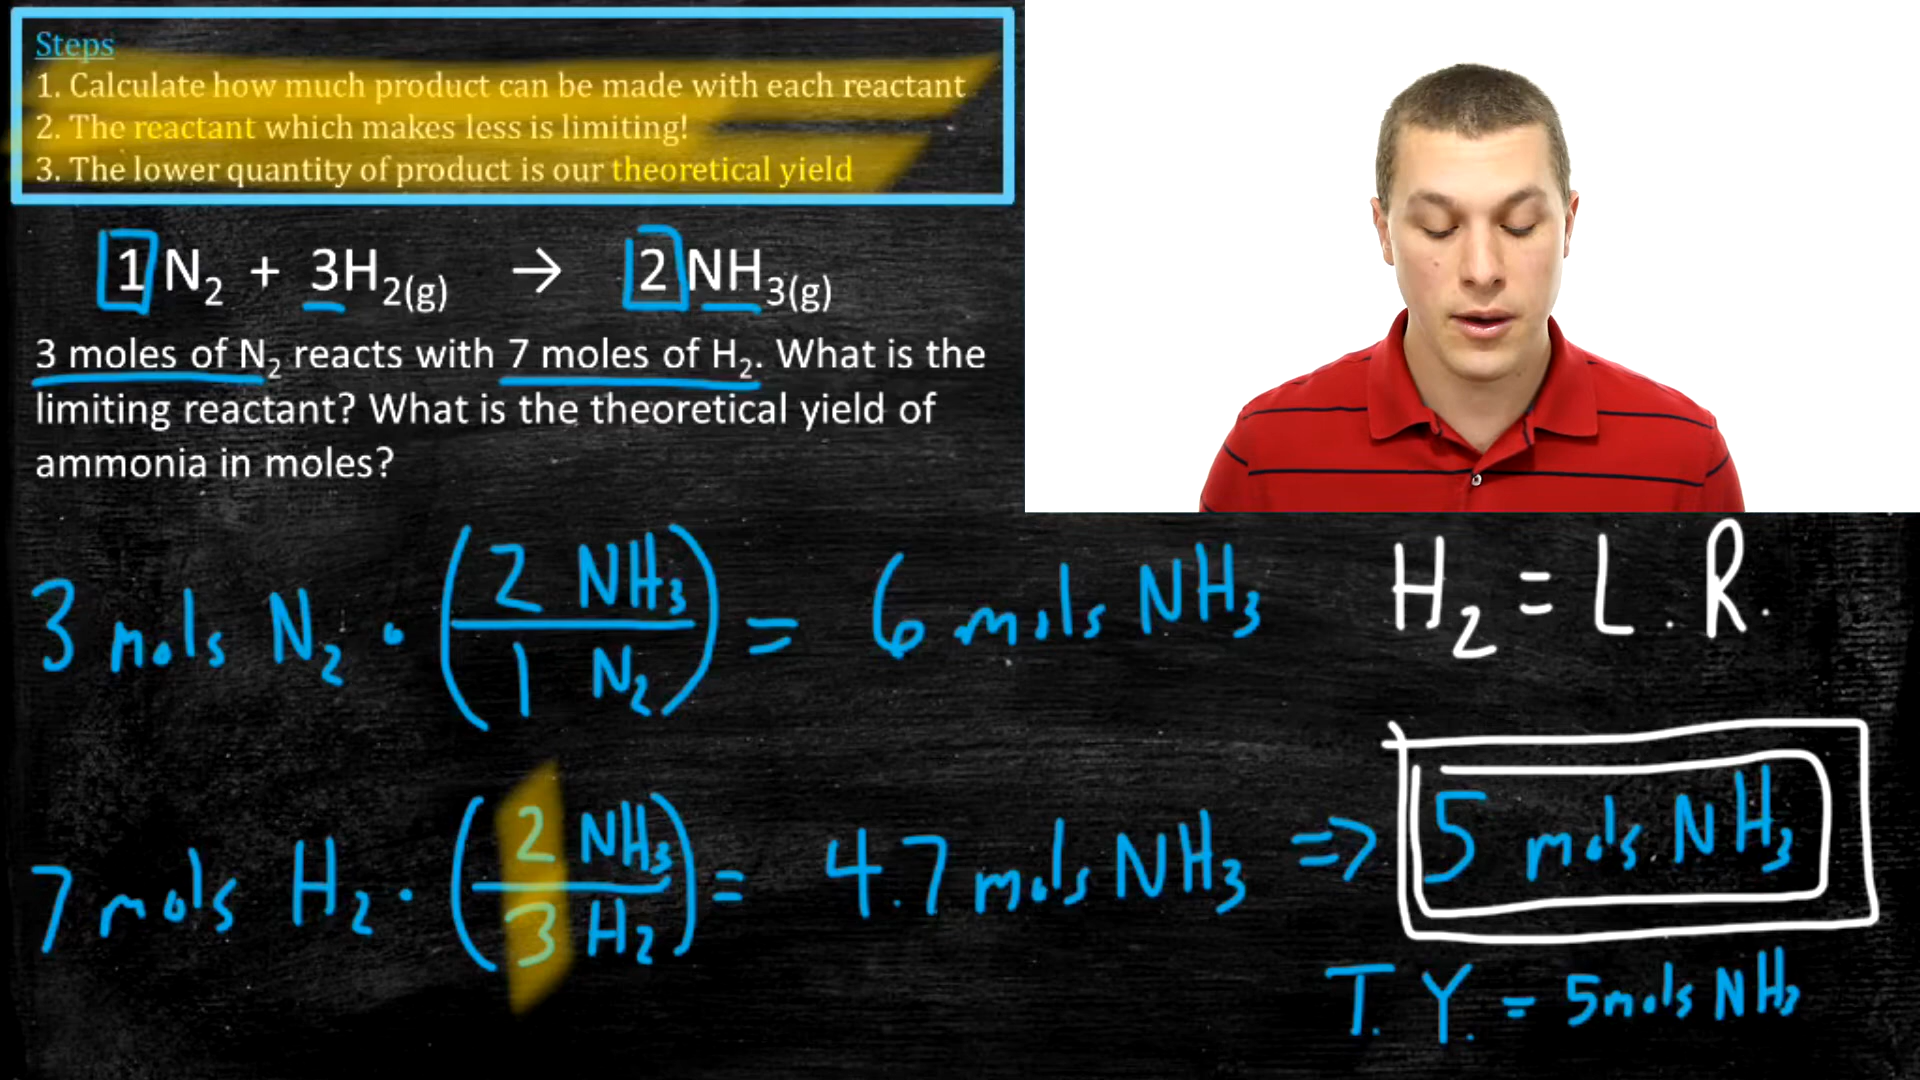 Steps
1. Calculate how much product can be made with each reactant
2. The reactant which makes less is limiting!
3. The lower quantity of product is our theoretical yield
1 N₂ + 3H₂(g) → 2 NH₃(g)
3 moles of N₂ reacts with 7 moles of H₂. What is the
limiting reactant? What is the theoretical yield of
ammonia in moles?
3 mols N₂ · (2 NH₃ / 1 N₂) = 6 mols NH₃
H₂ = L.R.
7 mols H₂ · (2 NH₃ / 3 H₂) = 4.7 mols NH₃ ⇒ 5 mols NH₃
T.Y. = 5 mols NH₃